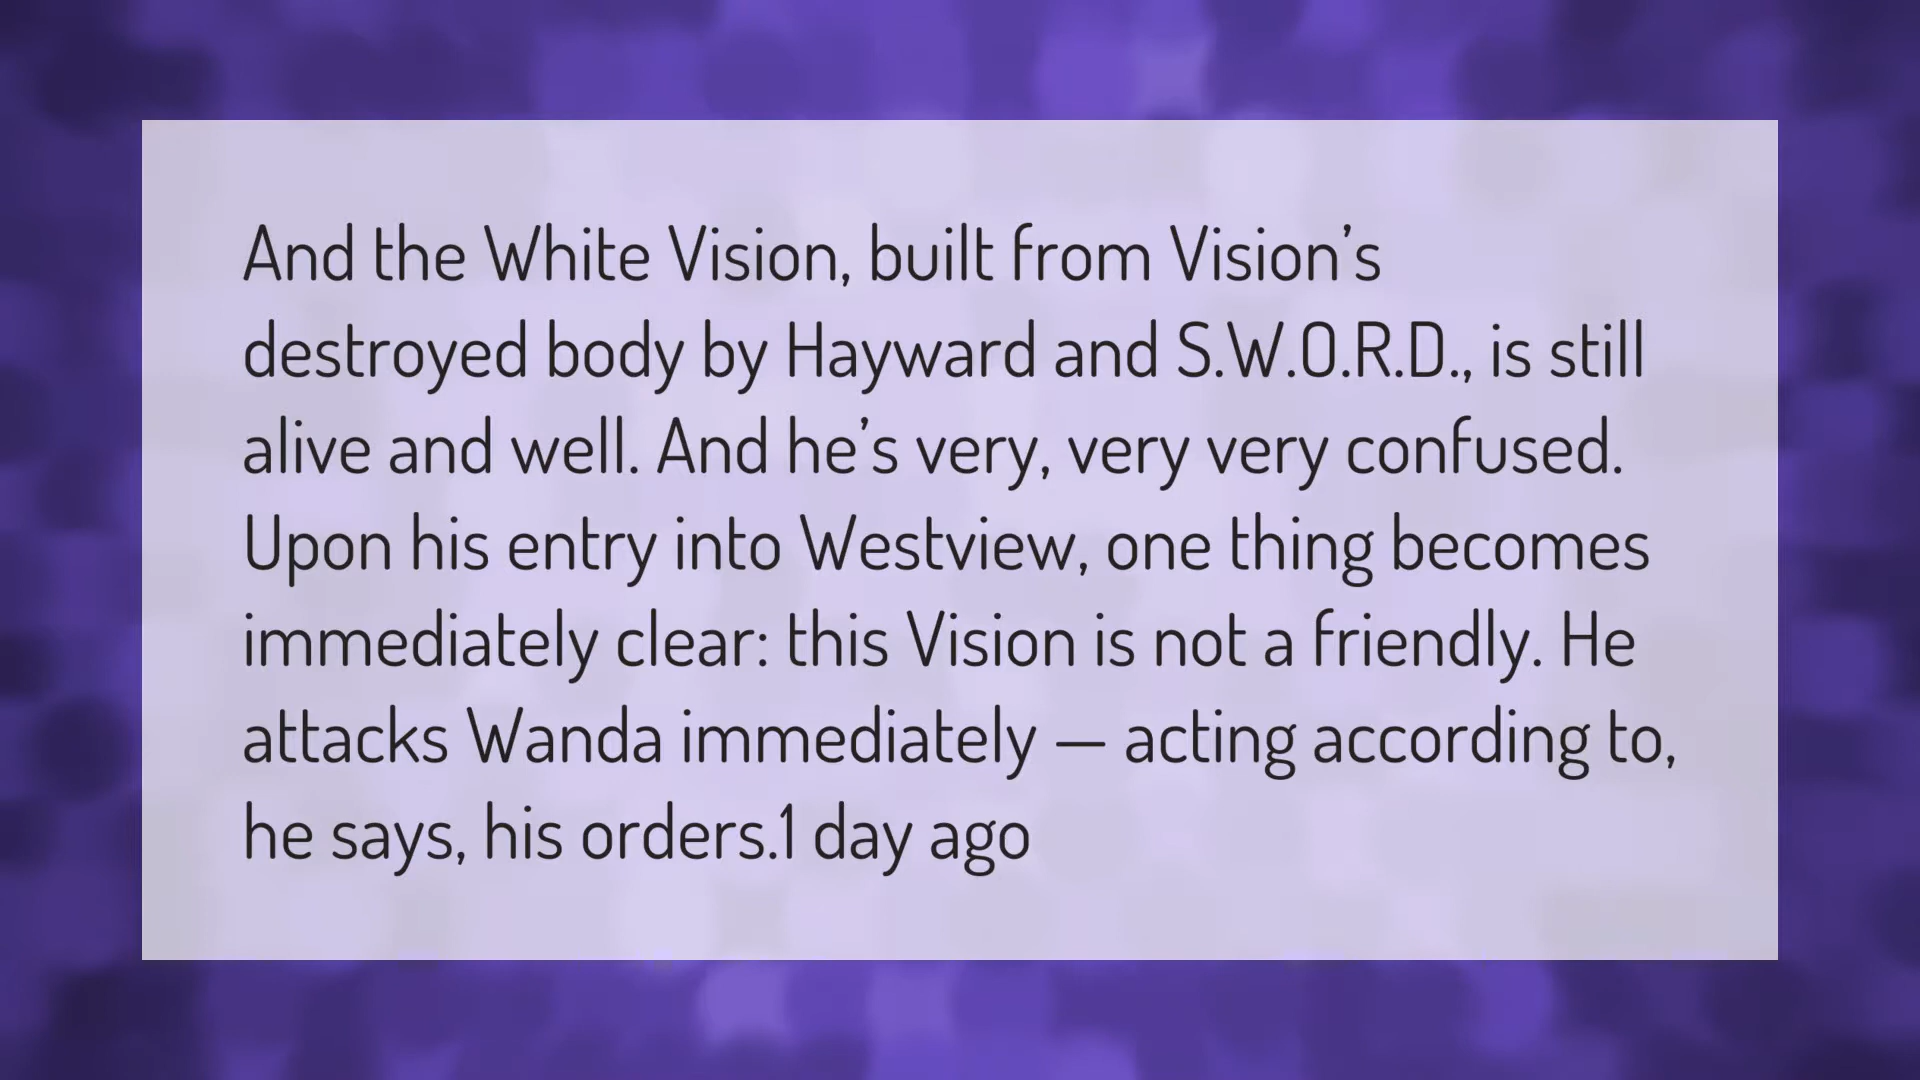 And the White Vision, built from Vision’s
destroyed body by Hayward and S.W.O.R.D., is still
alive and well. And he’s very, very very confused.
Upon his entry into Westview, one thing becomes
immediately clear: this Vision is not a friendly. He
attacks Wanda immediately — acting according to,
he says, his orders.1 day ago